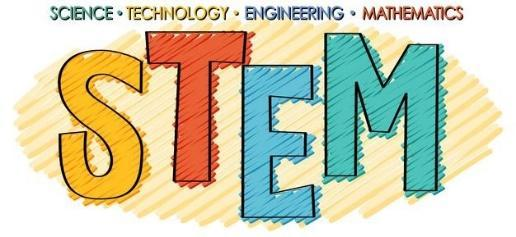 SCIENCE • TECHNOLOGY • ENGINEERING • MATHEMATICS
STEM